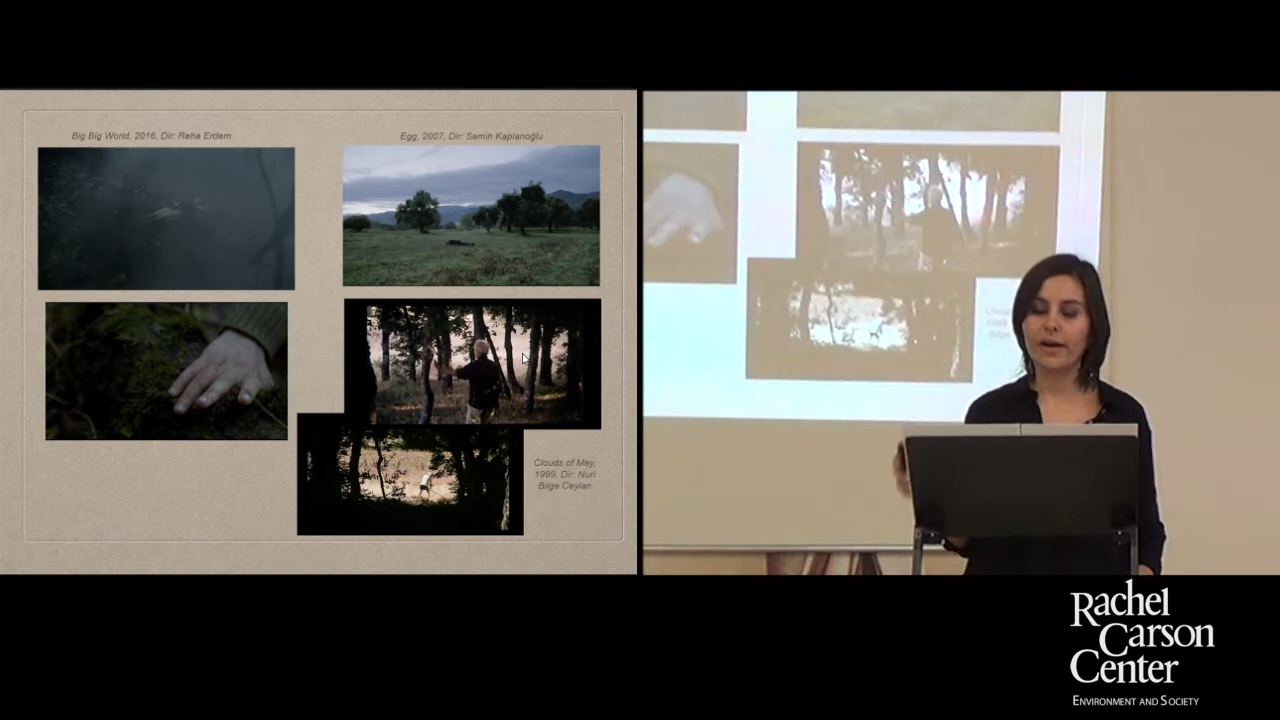 Big Big World, 2016, Dir: Reha Erdem
Egg, 2007, Dir: Semih Kaplanoğlu
Clouds of May,
1999, Dir: Nuri
Bilge Ceylan
Rachel
Carson
Center
Environment and Society